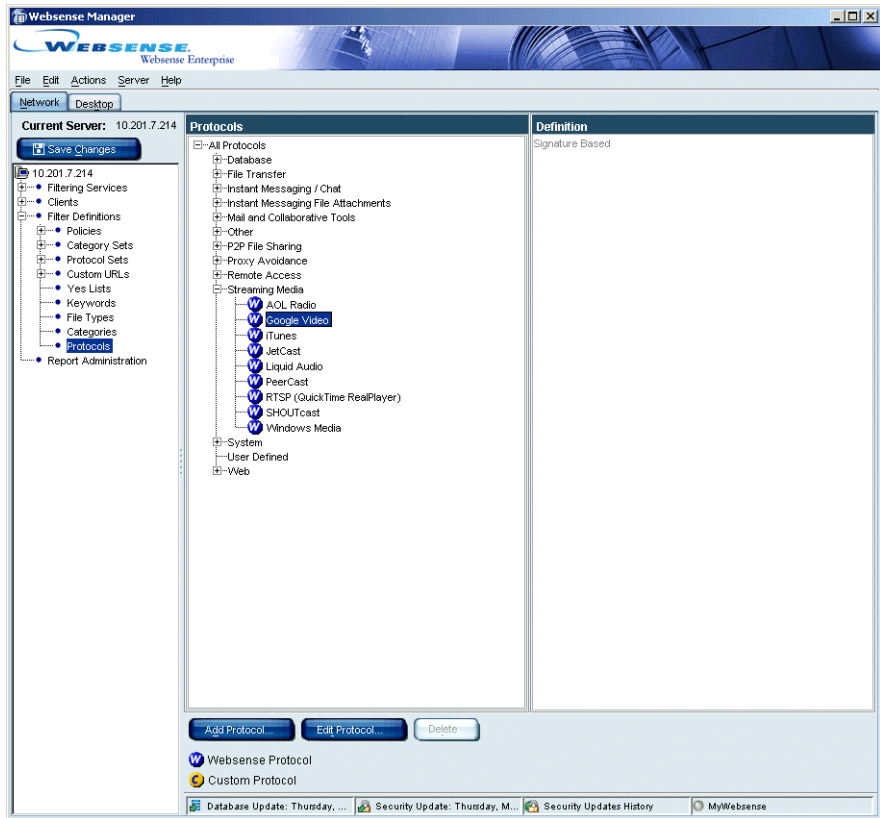 Websense Manager
WEBSENSE.
Websense Enterprise
File Edit Actions Server Help
Network Desktop
Current Server: 10.201.7.214
Save Changes
10.201.7.214
Filtering Services
Clients
Filter Definitions
Policies
Category Sets
Protocol Sets
Custom URLs
Yes Lists
Keywords
File Types
Categories
Protocols
Report Administration
Protocols
All Protocols
Database
File Transfer
Instant Messaging / Chat
Instant Messaging File Attachments
Mail and Collaborative Tools
Other
P2P File Sharing
Proxy Avoidance
Remote Access
Streaming Media
AOL Radio
Google Video
iTunes
JetCast
Liquid Audio
PeerCast
RTSP (QuickTime RealPlayer)
SHOUTcast
Windows Media
System
User Defined
Web
Definition
Signature Based
Add Protocol... Edit Protocol... Delete
W Websense Protocol
C Custom Protocol
Database Update: Thursday, ... Security Update: Thursday, M... Security Updates History MyWebsense